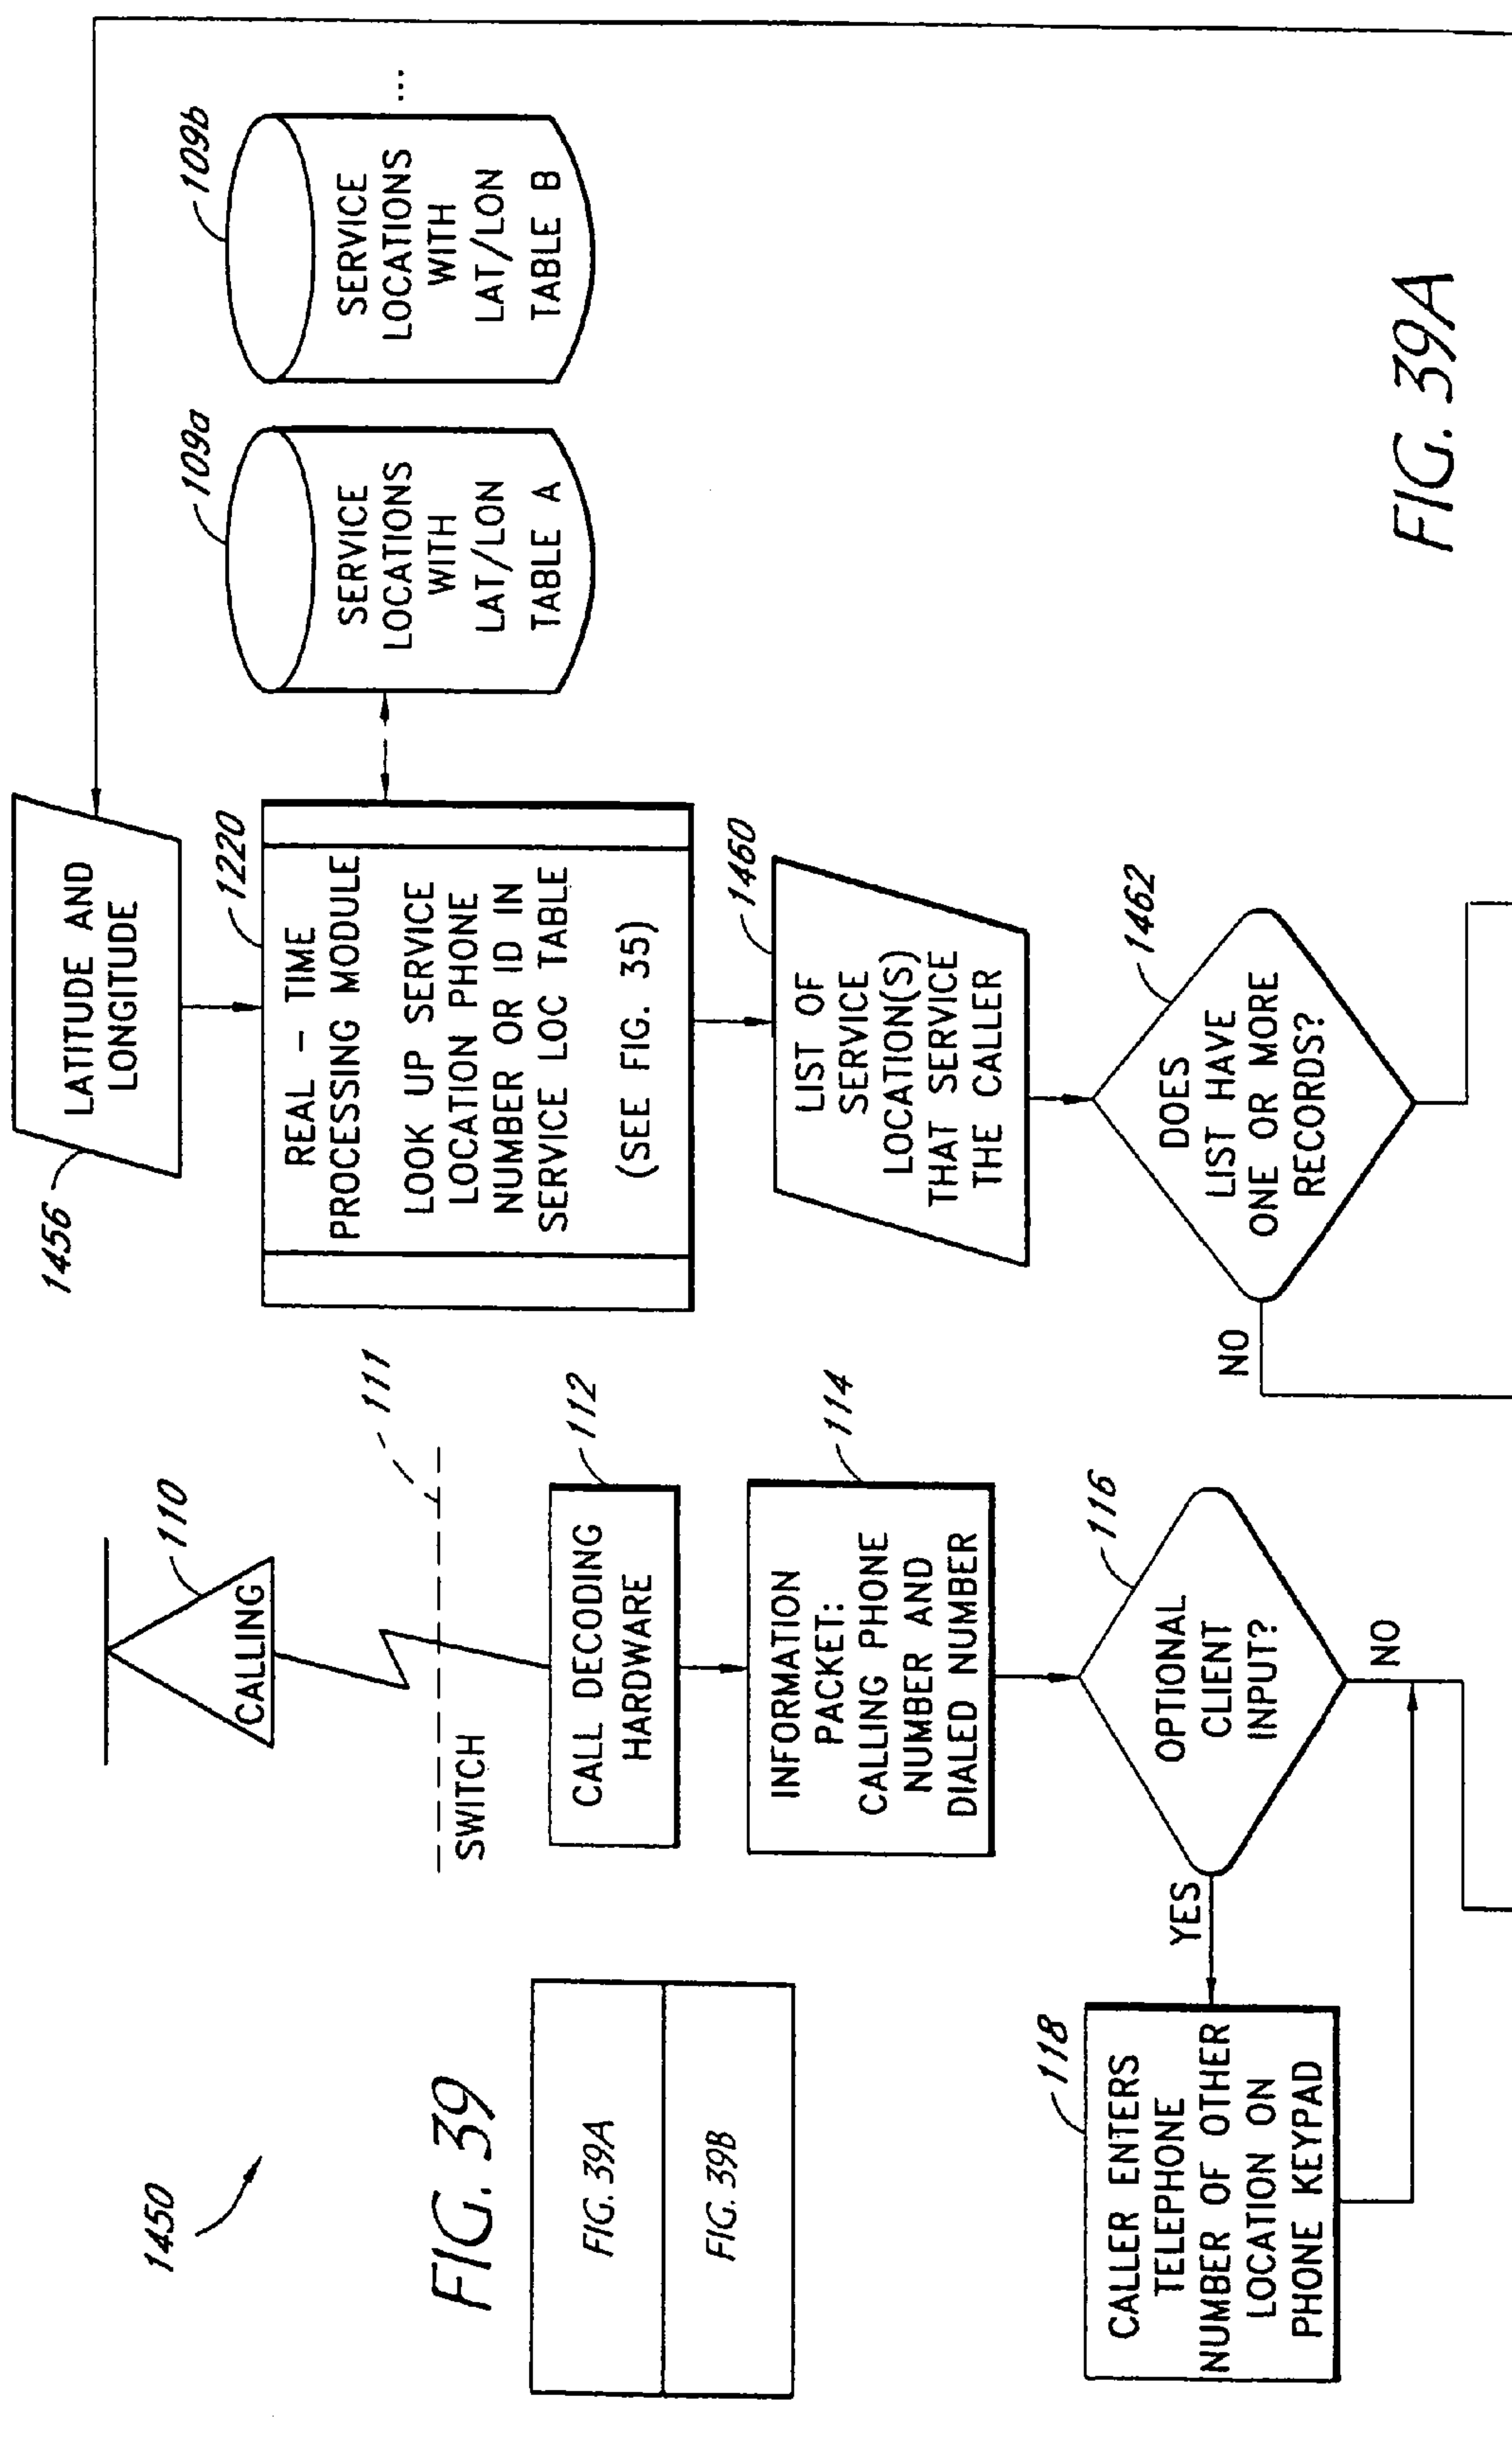 1450
FIG. 39
FIG. 39A
FIG. 39B
110
CALLING
111
SWITCH
112
CALL DECODING
HARDWARE
114
INFORMATION
PACKET:
CALLING PHONE
NUMBER AND
DIALED NUMBER
116
OPTIONAL
CLIENT
INPUT?
YES
NO
118
CALLER ENTERS
TELEPHONE
NUMBER OF OTHER
LOCATION ON
PHONE KEYPAD
1456
LATITUDE AND
LONGITUDE
1220
REAL - TIME
PROCESSING MODULE
LOOK UP SERVICE
LOCATION PHONE
NUMBER OR ID IN
SERVICE LOC TABLE
(SEE FIG. 35)
109a
SERVICE
LOCATIONS
WITH
LAT/LON
TABLE A
109b
SERVICE
LOCATIONS
WITH
LAT/LON
TABLE B
...
1460
LIST OF
SERVICE
LOCATION(S)
THAT SERVICE
THE CALLER
1462
DOES
LIST HAVE
ONE OR MORE
RECORDS?
NO
FIG. 39A